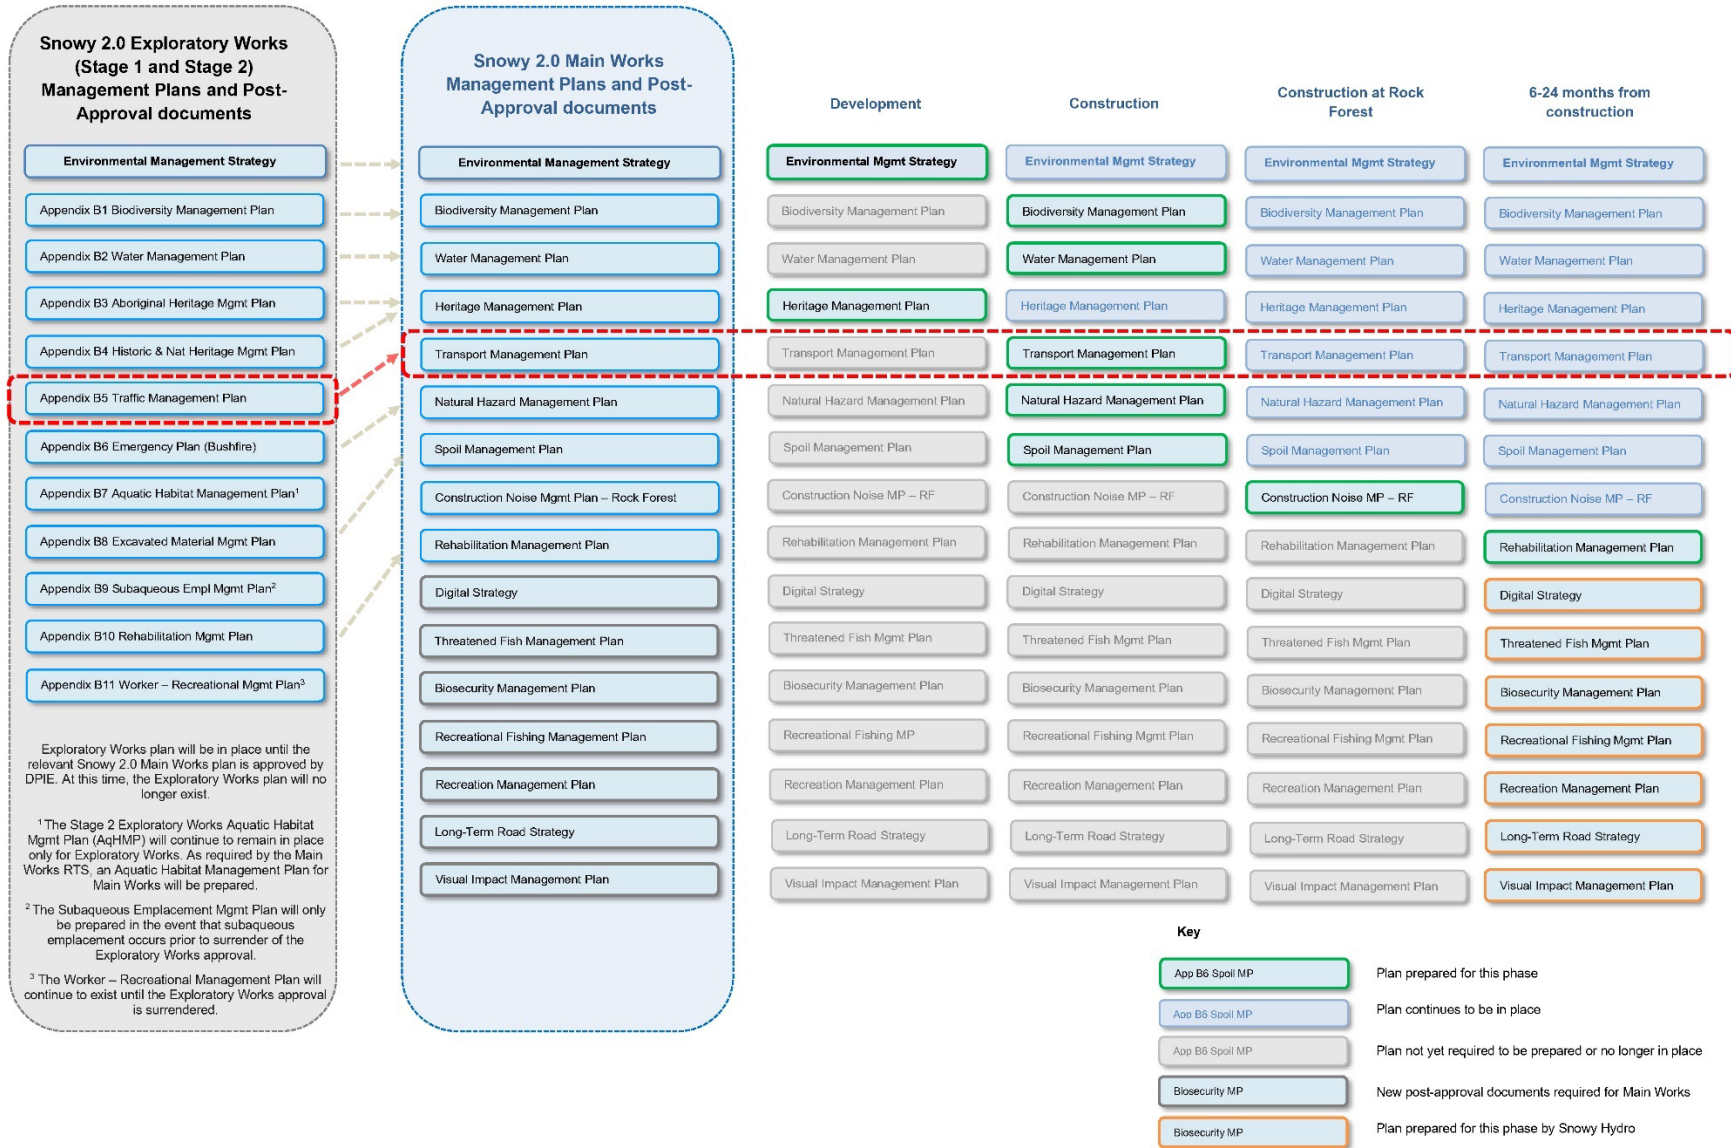 Snowy 2.0 Exploratory Works
(Stage 1 and Stage 2)
Management Plans and Post-
Approval documents
Environmental Management Strategy
Appendix B1 Biodiversity Management Plan
Appendix B2 Water Management Plan
Appendix B3 Aboriginal Heritage Mgmt Plan
Appendix B4 Historic & Nat Heritage Mgmt Plan
Appendix B5 Traffic Management Plan
Appendix B6 Emergency Plan (Bushfire)
Appendix B7 Aquatic Habitat Management Plan¹
Appendix B8 Excavated Material Mgmt Plan
Appendix B9 Subaqueous Empl Mgmt Plan²
Appendix B10 Rehabilitation Mgmt Plan
Appendix B11 Worker – Recreational Mgmt Plan³
Exploratory Works plan will be in place until the
relevant Snowy 2.0 Main Works plan is approved by
DPIE. At this time, the Exploratory Works plan will no
longer exist.
¹ The Stage 2 Exploratory Works Aquatic Habitat
Mgmt Plan (AqHMP) will continue to remain in place
only for Exploratory Works. As required by the Main
Works RTS, an Aquatic Habitat Management Plan for
Main Works will be prepared.
² The Subaqueous Emplacement Mgmt Plan will only
be prepared in the event that subaqueous
emplacement occurs prior to surrender of the
Exploratory Works approval.
³ The Worker – Recreational Management Plan will
continue to exist until the Exploratory Works approval
is surrendered.
Snowy 2.0 Main Works
Management Plans and Post-
Approval documents
Environmental Management Strategy
Biodiversity Management Plan
Water Management Plan
Heritage Management Plan
Transport Management Plan
Natural Hazard Management Plan
Spoil Management Plan
Construction Noise Mgmt Plan – Rock Forest
Rehabilitation Management Plan
Digital Strategy
Threatened Fish Management Plan
Biosecurity Management Plan
Recreational Fishing Management Plan
Recreation Management Plan
Long-Term Road Strategy
Visual Impact Management Plan
Development
Environmental Mgmt Strategy
Biodiversity Management Plan
Water Management Plan
Heritage Management Plan
Transport Management Plan
Natural Hazard Management Plan
Spoil Management Plan
Construction Noise MP – RF
Rehabilitation Management Plan
Digital Strategy
Threatened Fish Mgmt Plan
Biosecurity Management Plan
Recreational Fishing MP
Recreation Management Plan
Long-Term Road Strategy
Visual Impact Management Plan
Construction
Environmental Mgmt Strategy
Biodiversity Management Plan
Water Management Plan
Heritage Management Plan
Transport Management Plan
Natural Hazard Management Plan
Spoil Management Plan
Construction Noise MP – RF
Rehabilitation Management Plan
Digital Strategy
Threatened Fish Mgmt Plan
Biosecurity Management Plan
Recreational Fishing Mgmt Plan
Recreation Management Plan
Long-Term Road Strategy
Visual Impact Management Plan
Construction at Rock
Forest
Environmental Mgmt Strategy
Biodiversity Management Plan
Water Management Plan
Heritage Management Plan
Transport Management Plan
Natural Hazard Management Plan
Spoil Management Plan
Construction Noise MP – RF
Rehabilitation Management Plan
Digital Strategy
Threatened Fish Mgmt Plan
Biosecurity Management Plan
Recreational Fishing Mgmt Plan
Recreation Management Plan
Long-Term Road Strategy
Visual Impact Management Plan
6-24 months from
construction
Environmental Mgmt Strategy
Biodiversity Management Plan
Water Management Plan
Heritage Management Plan
Transport Management Plan
Natural Hazard Management Plan
Spoil Management Plan
Construction Noise MP – RF
Rehabilitation Management Plan
Digital Strategy
Threatened Fish Mgmt Plan
Biosecurity Management Plan
Recreational Fishing Mgmt Plan
Recreation Management Plan
Long-Term Road Strategy
Visual Impact Management Plan
Key
App B6 Spoil MP
Plan prepared for this phase
App B6 Spoil MP
Plan continues to be in place
App B6 Spoil MP
Plan not yet required to be prepared or no longer in place
Biosecurity MP
New post-approval documents required for Main Works
Biosecurity MP
Plan prepared for this phase by Snowy Hydro